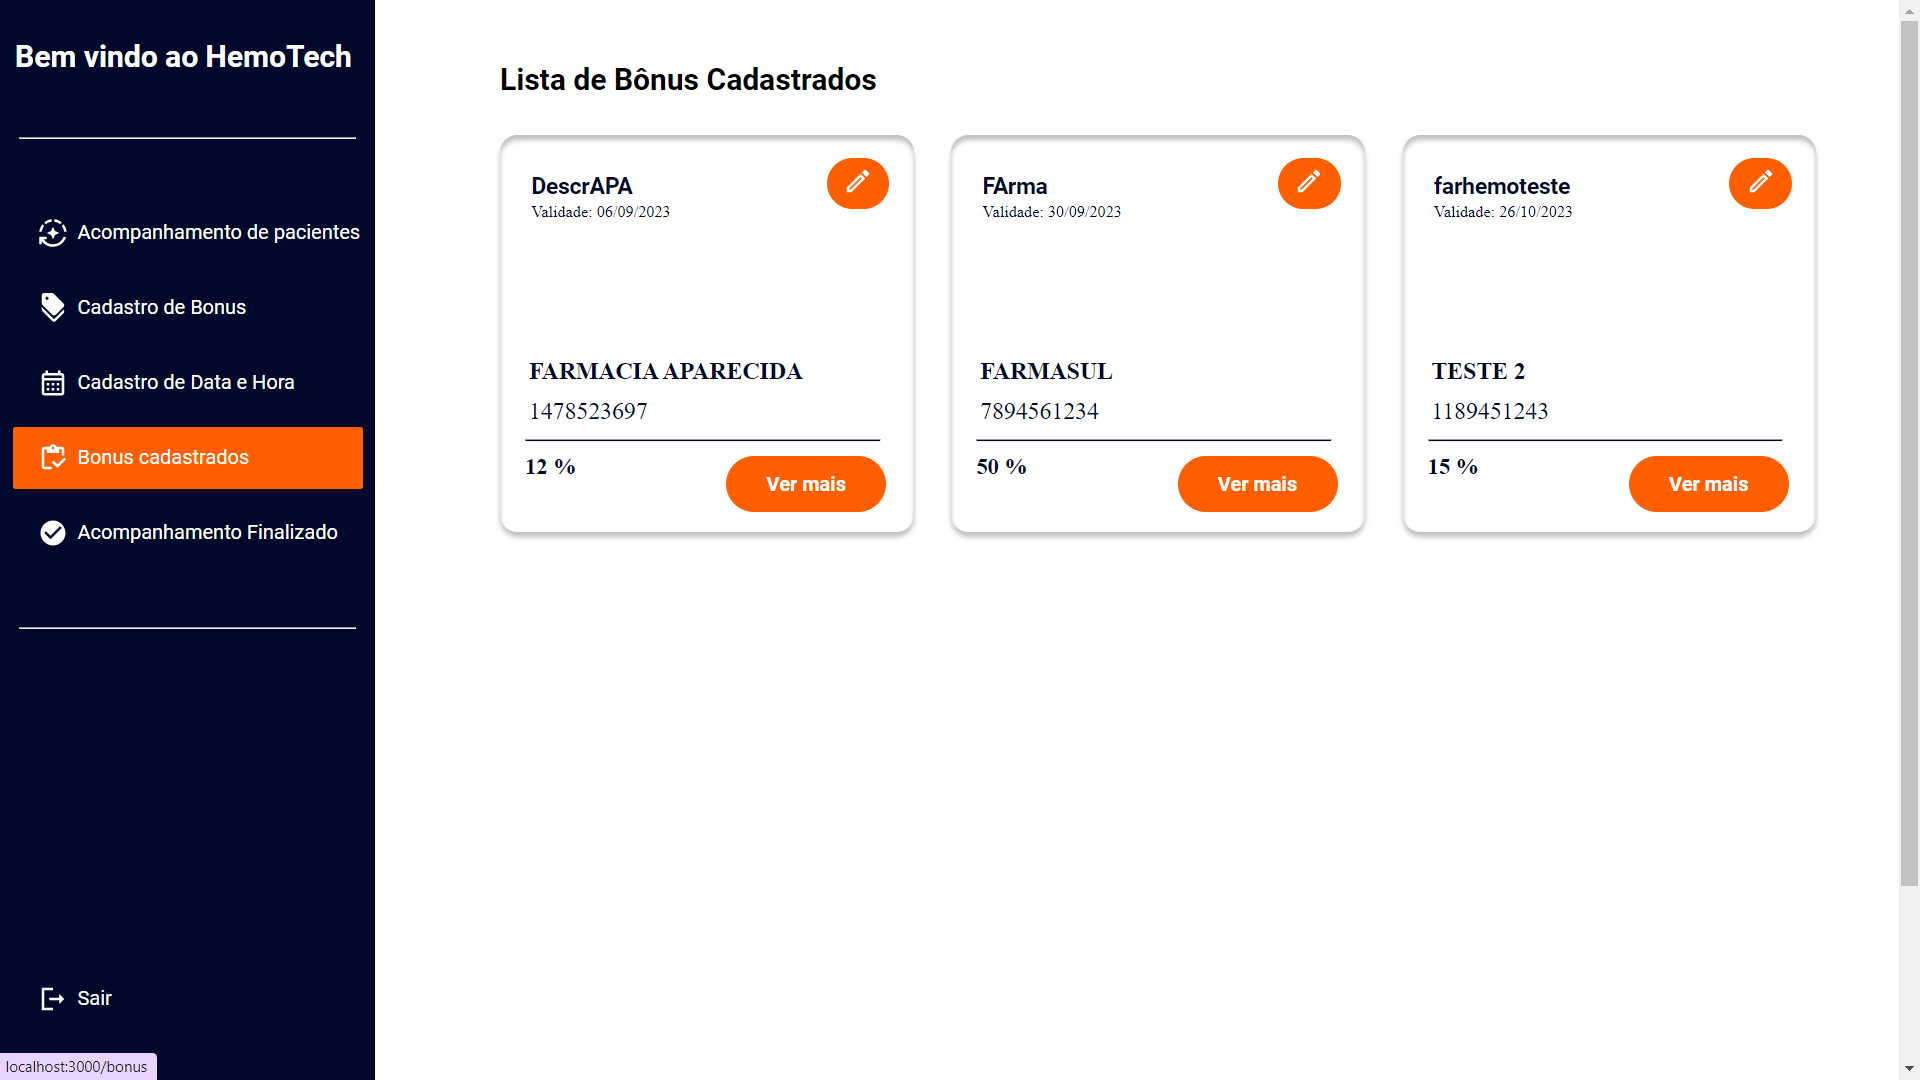 Bem vindo ao HemoTech
Acompanhamento de pacientes
Cadastro de Bonus
Cadastro de Data e Hora
Bonus cadastrados
Acompanhamento Finalizado
Sair
localhost:3000/bonus
Lista de Bônus Cadastrados
DescrAPA
Validade: 06/09/2023
FARMACIA APARECIDA
1478523697
12 %
Ver mais
FArma
Validade: 30/09/2023
FARMASUL
7894561234
50 %
Ver mais
farhemoteste
Validade: 26/10/2023
TESTE 2
1189451243
15 %
Ver mais